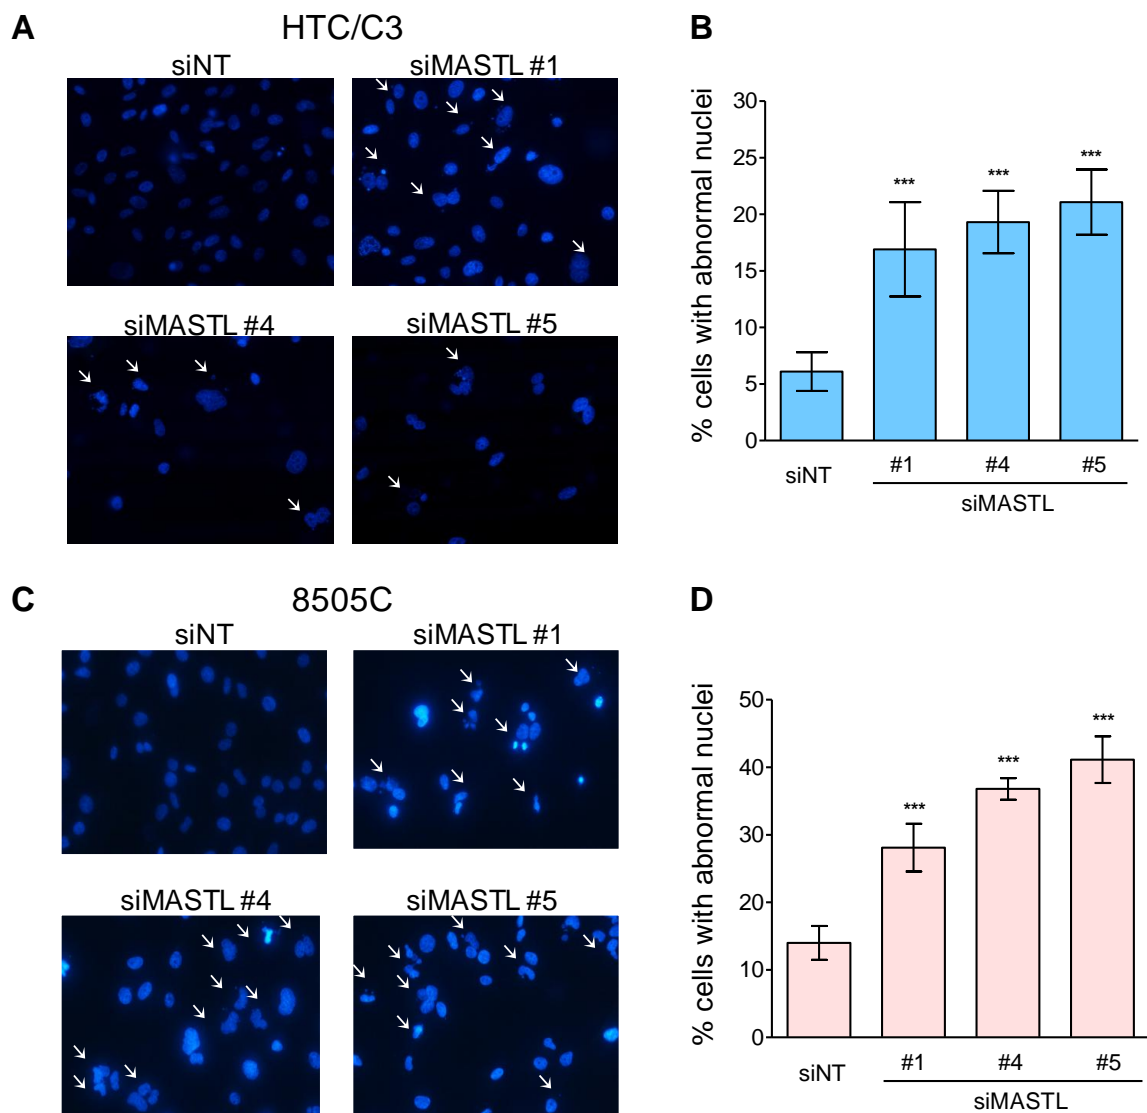 A
HTC/C3
siNT
siMASTL #1
siMASTL #4
siMASTL #5
B
% cells with abnormal nuclei
30
25
20
15
10
5
0
***
***
***
siNT
#1
#4
#5
siMASTL
C
8505C
siNT
siMASTL #1
siMASTL #4
siMASTL #5
D
% cells with abnormal nuclei
50
40
30
20
10
0
***
***
***
siNT
#1
#4
#5
siMASTL